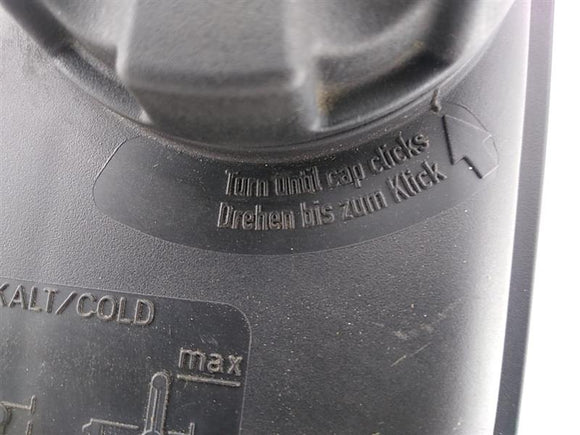 Turn until cap clicks
Drehen bis zum Klick
KALT/COLD
max